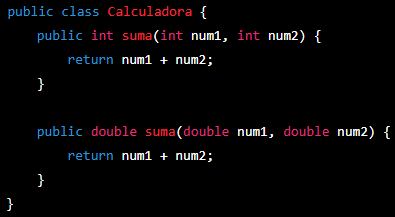 public class Calculadora {
    public int suma(int num1, int num2) {
        return num1 + num2;
    }

    public double suma(double num1, double num2) {
        return num1 + num2;
    }
}